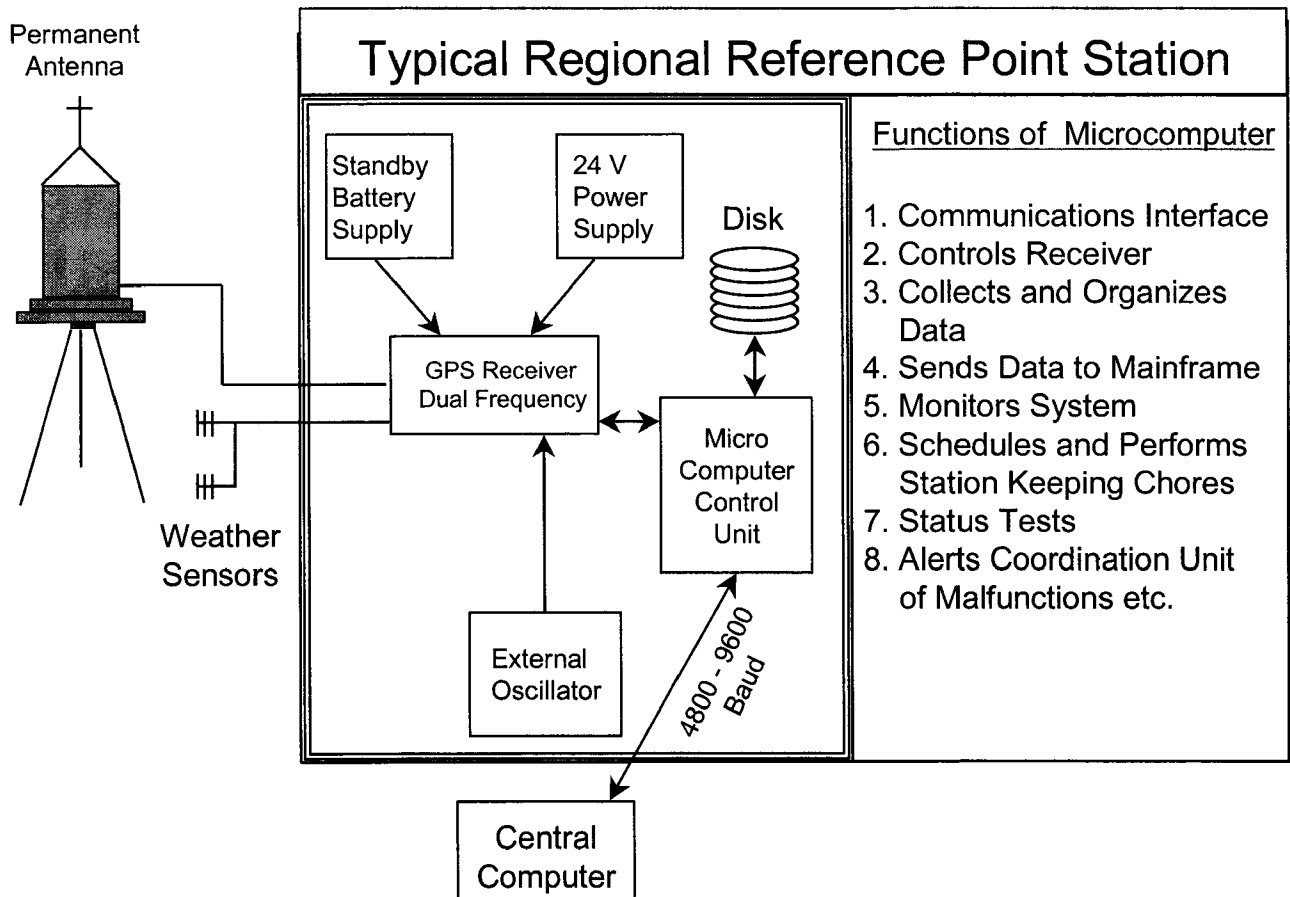 Permanent
Antenna
Typical Regional Reference Point Station
Standby
Battery
Supply
24 V
Power
Supply
Disk
GPS Receiver
Dual Frequency
Micro
Computer
Control
Unit
Weather
Sensors
External
Oscillator
4800 - 9600
Baud
Central
Computer
Functions of Microcomputer
1. Communications Interface
2. Controls Receiver
3. Collects and Organizes
Data
4. Sends Data to Mainframe
5. Monitors System
6. Schedules and Performs
Station Keeping Chores
7. Status Tests
8. Alerts Coordination Unit
of Malfunctions etc.